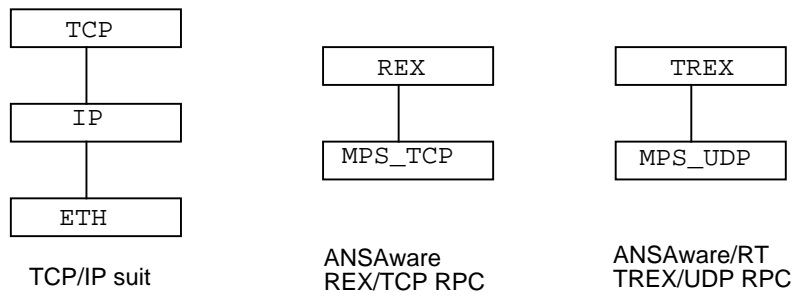 TCP
IP
ETH
TCP/IP suit
REX
MPS_TCP
ANSAware
REX/TCP RPC
TREX
MPS_UDP
ANSAware/RT
TREX/UDP RPC